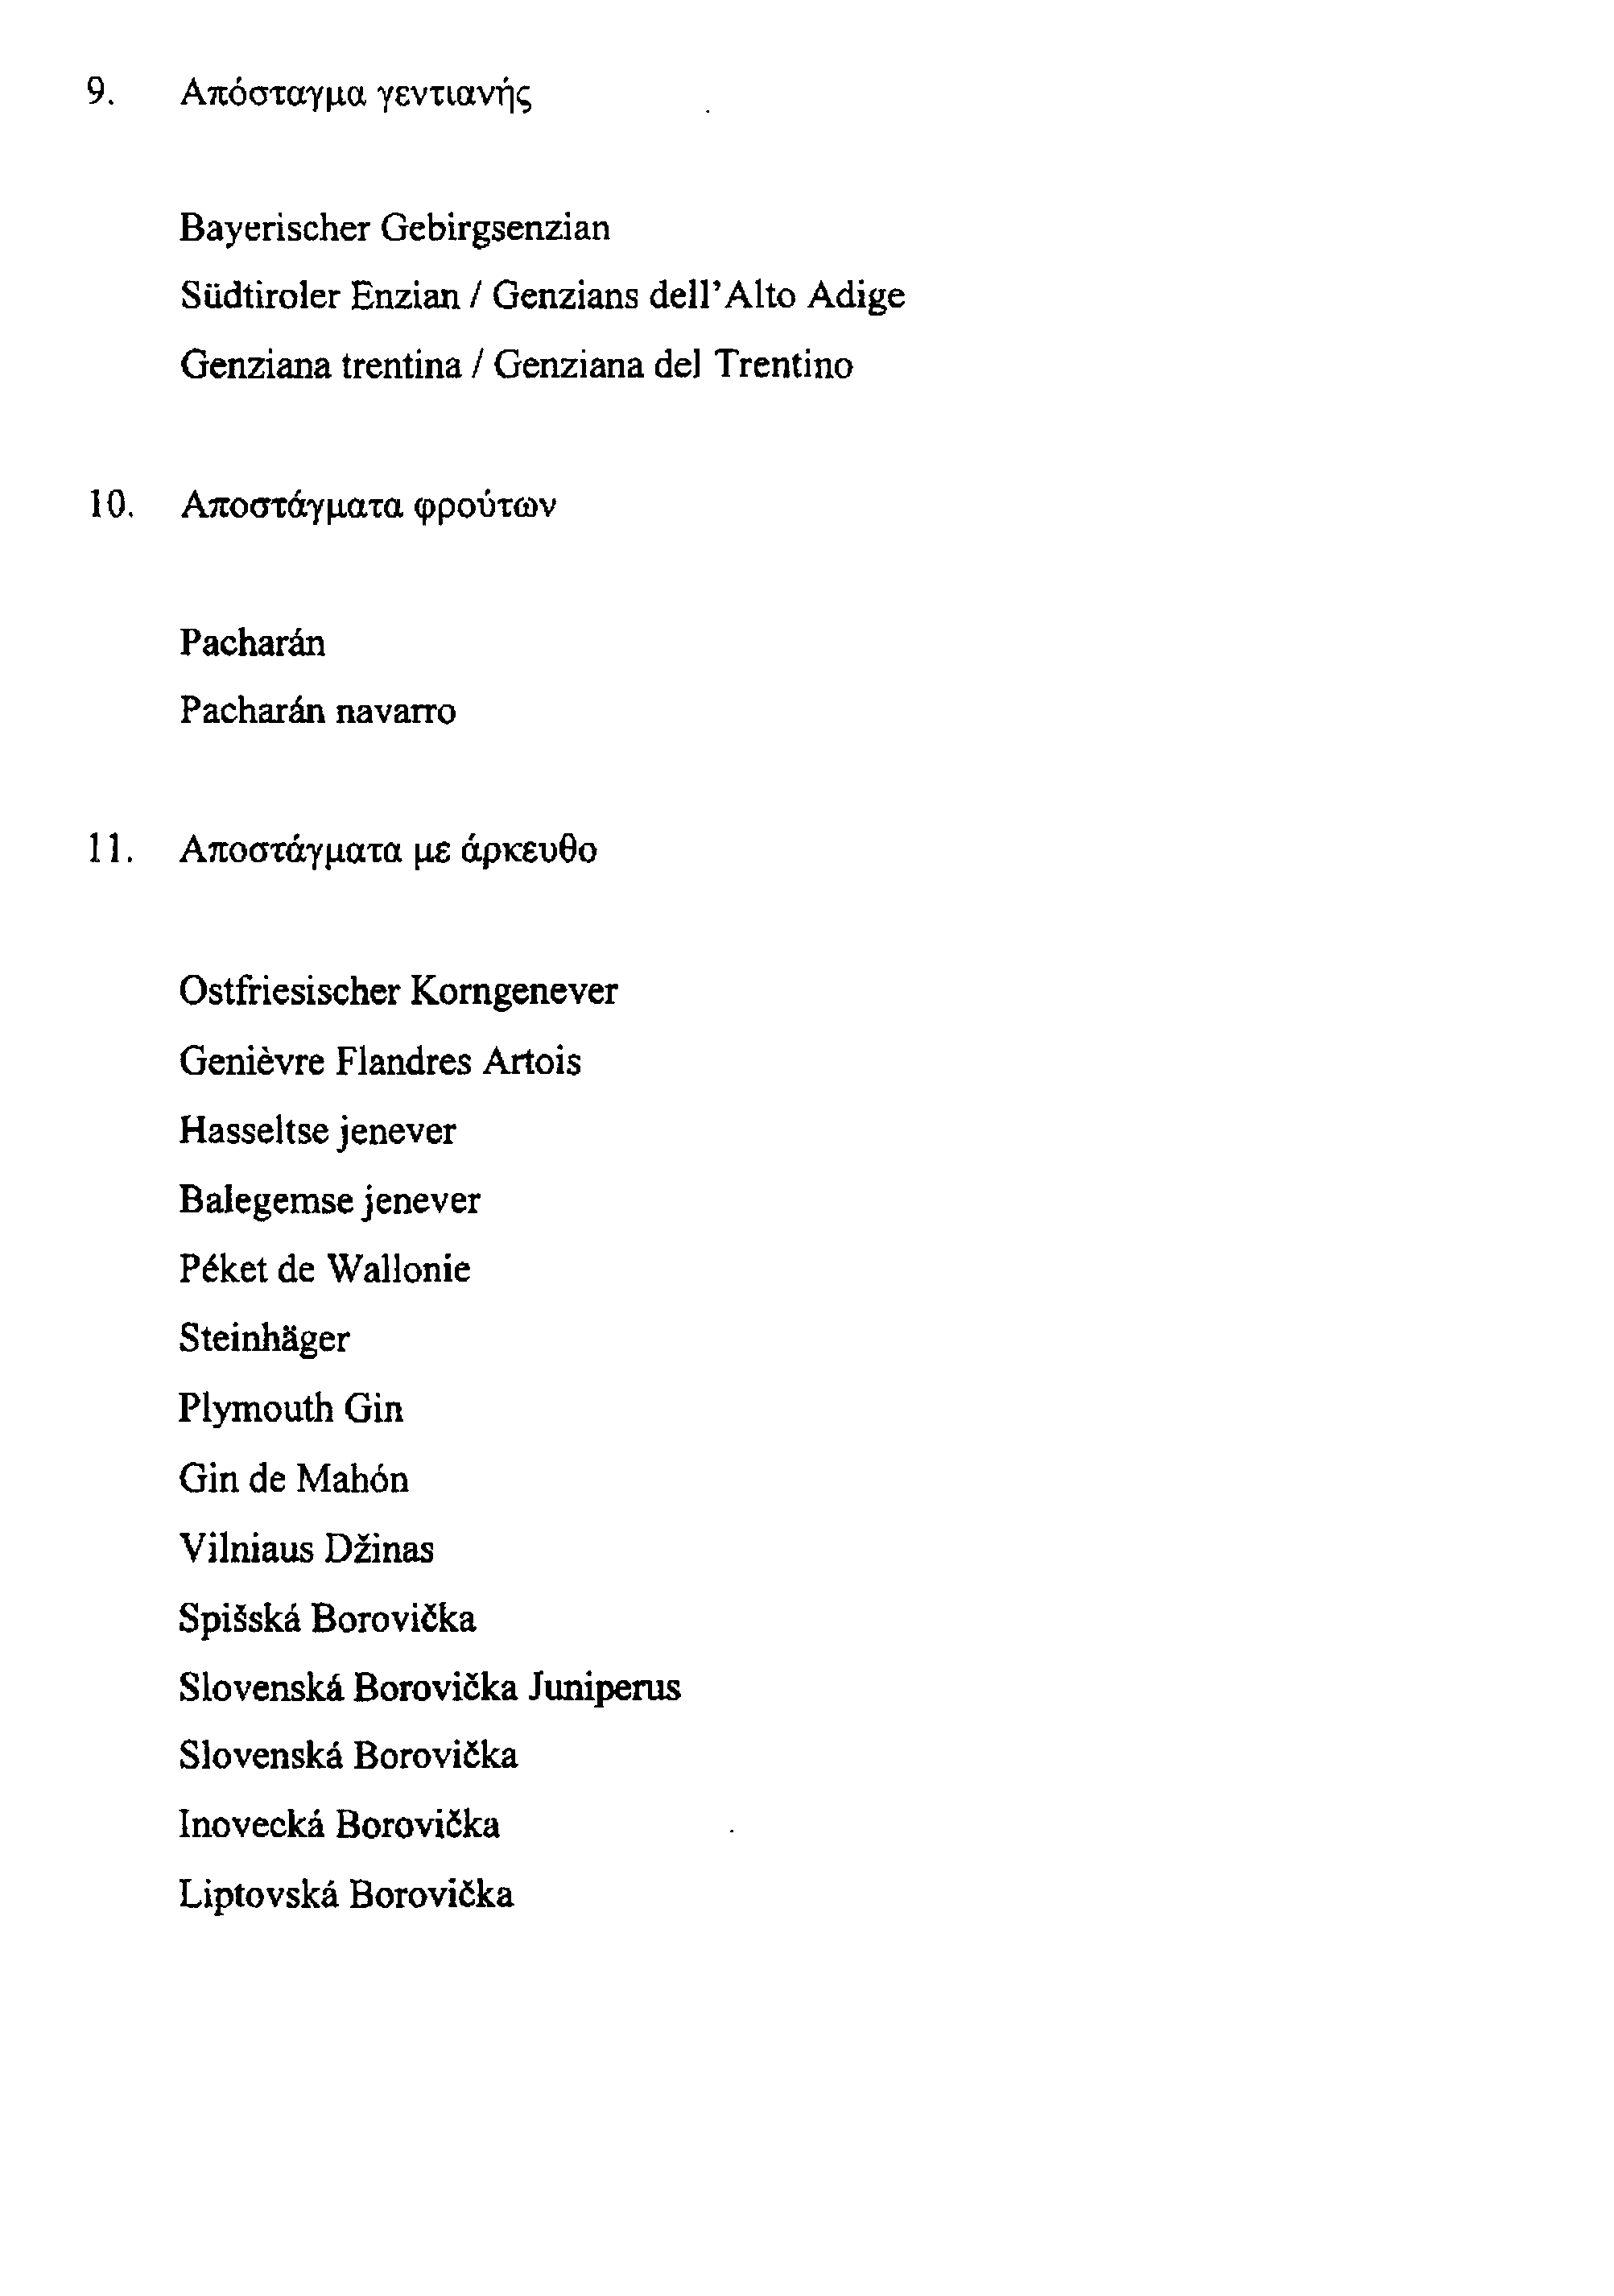 9. Απόσταγμα γεντιανής
Bayerischer Gebirgsenzian
Südtiroler Enzian / Genzians dell’Alto Adige
Genziana trentina / Genziana del Trentino
10. Αποστάγματα φρούτων
Pacharán
Pacharán navarro
11. Αποστάγματα με άρκευθο
Ostfriesischer Korngenever
Genièvre Flandres Artois
Hasseltse jenever
Balegemse jenever
Péket de Wallonie
Steinhäger
Plymouth Gin
Gin de Mahón
Vilniaus Džinas
Spišská Borovička
Slovenská Borovička Juniperus
Slovenská Borovička
Inovecká Borovička
Liptovská Borovička